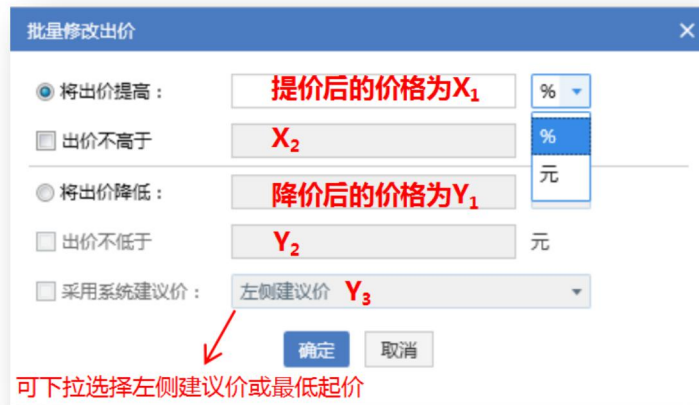 批量修改出价
将出价提高： 提价后的价格为X₁ %
出价不高于 X₂ %
元
将出价降低： 降价后的价格为Y₁
出价不低于 Y₂ 元
采用系统建议价： 左侧建议价 Y₃
确定 取消
可下拉选择左侧建议价或最低起价